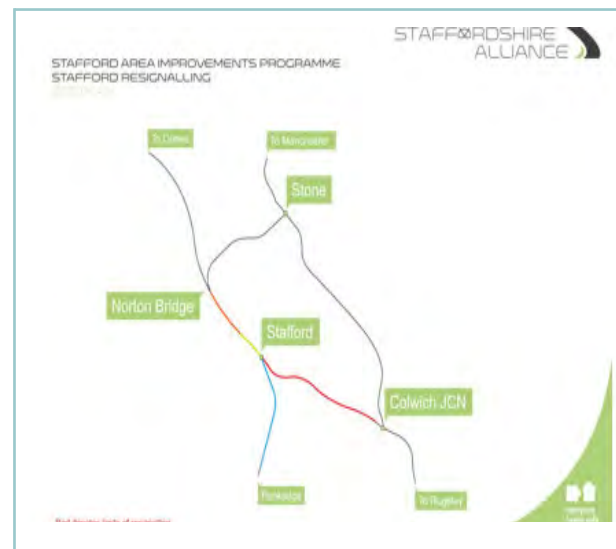 STAFFORDSHIRE
ALLIANCE
STAFFORD AREA IMPROVEMENTS PROGRAMME
STAFFORD RESIGNALLING
To Crewe
To Manchester
Stone
Norton Bridge
Stafford
Colwich JCN
Penkridge
To Rugeley